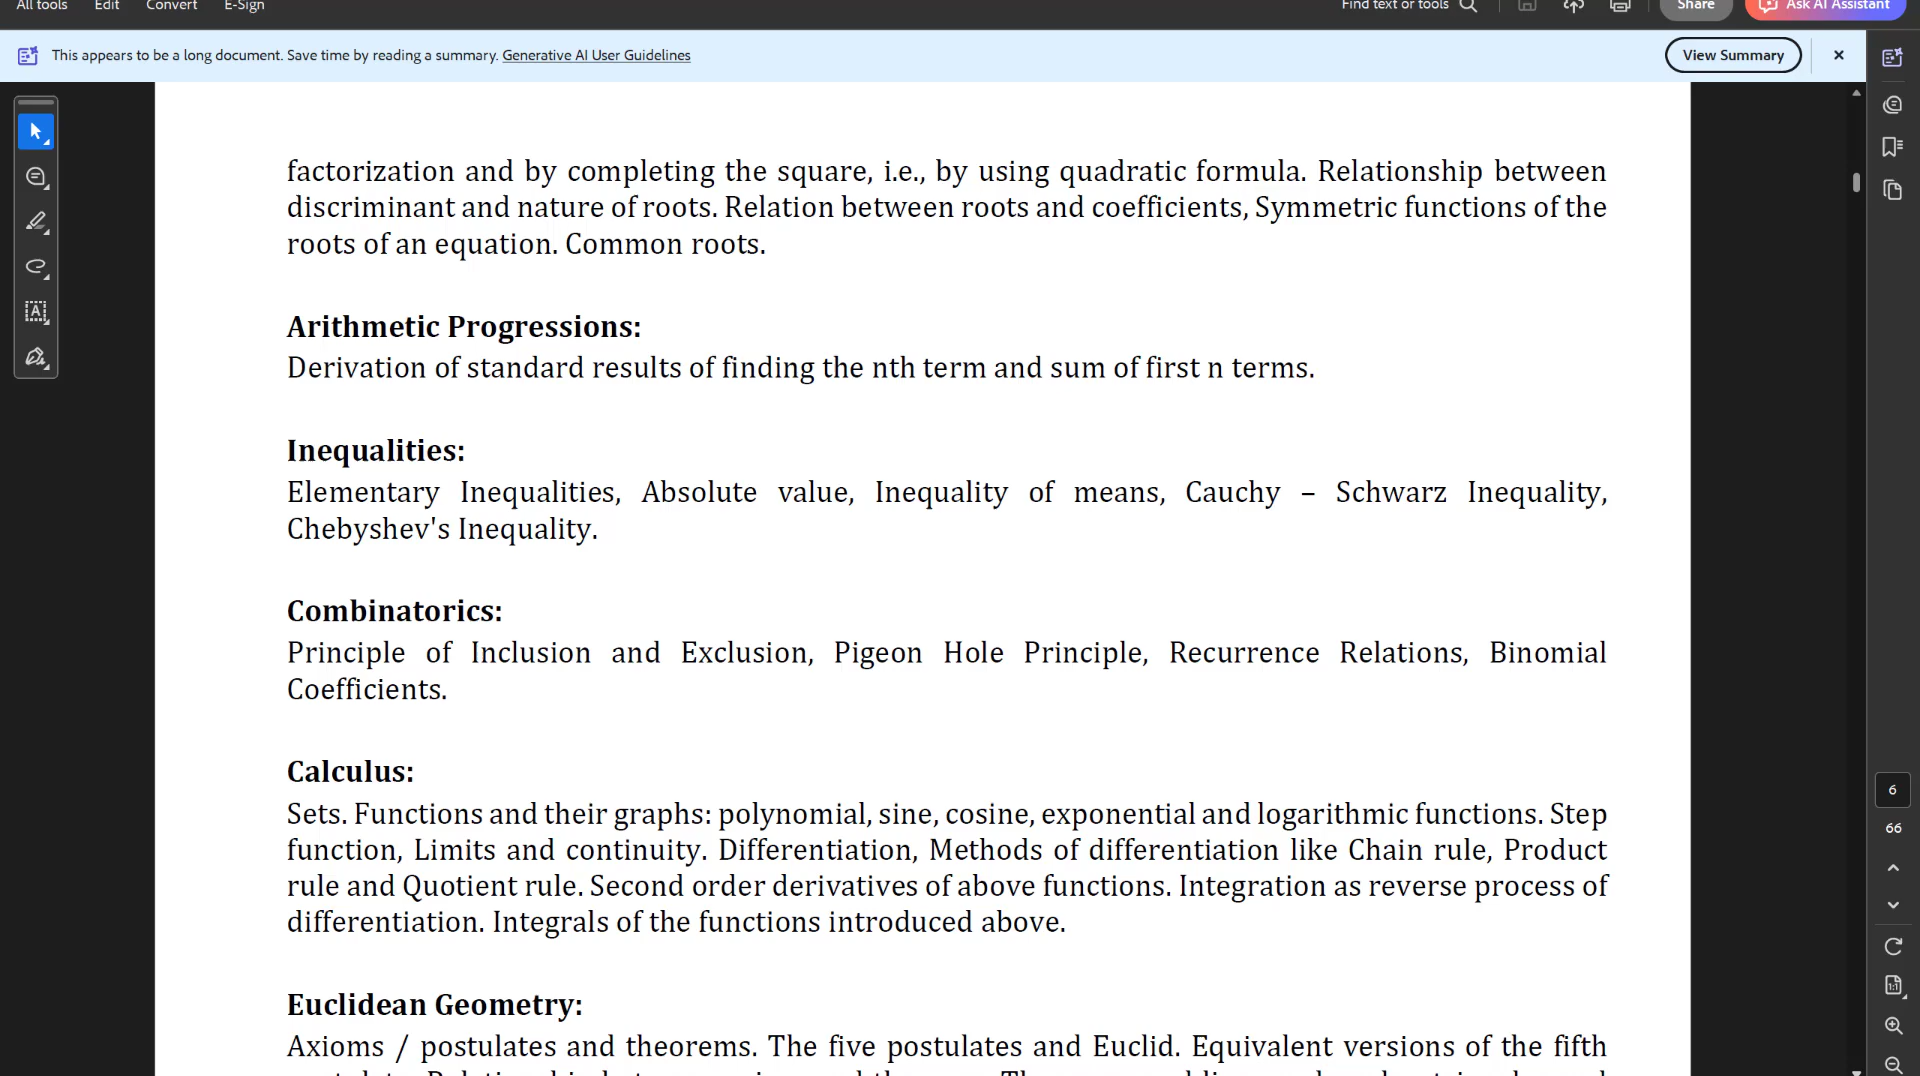 All tools Edit Convert E-Sign Find text or tools Share Ask AI Assistant
This appears to be a long document. Save time by reading a summary. Generative AI User Guidelines View Summary
factorization and by completing the square, i.e., by using quadratic formula. Relationship between
discriminant and nature of roots. Relation between roots and coefficients, Symmetric functions of the
roots of an equation. Common roots.
Arithmetic Progressions:
Derivation of standard results of finding the nth term and sum of first n terms.
Inequalities:
Elementary Inequalities, Absolute value, Inequality of means, Cauchy – Schwarz Inequality,
Chebyshev's Inequality.
Combinatorics:
Principle of Inclusion and Exclusion, Pigeon Hole Principle, Recurrence Relations, Binomial
Coefficients.
Calculus:
Sets. Functions and their graphs: polynomial, sine, cosine, exponential and logarithmic functions. Step
function, Limits and continuity. Differentiation, Methods of differentiation like Chain rule, Product
rule and Quotient rule. Second order derivatives of above functions. Integration as reverse process of
differentiation. Integrals of the functions introduced above.
Euclidean Geometry:
Axioms / postulates and theorems. The five postulates and Euclid. Equivalent versions of the fifth
6
66